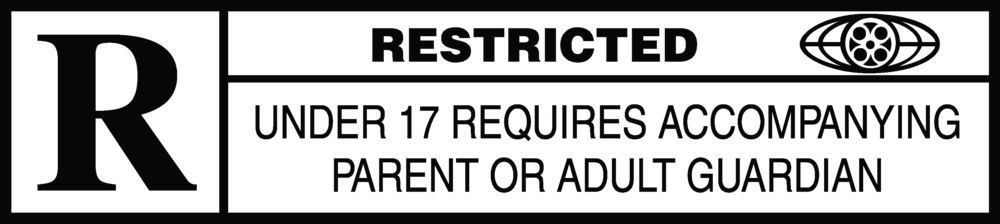 R
RESTRICTED
UNDER 17 REQUIRES ACCOMPANYING
PARENT OR ADULT GUARDIAN